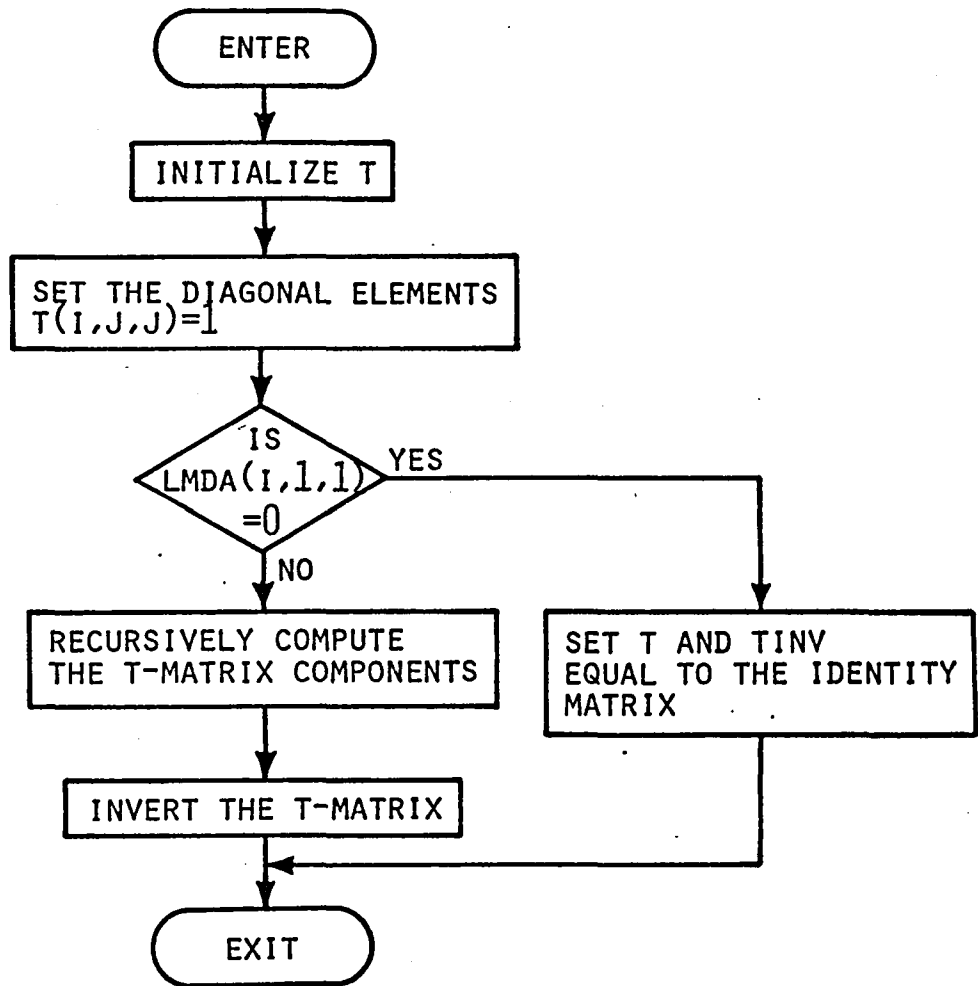 ENTER
INITIALIZE T
SET THE DIAGONAL ELEMENTS
T(I,J,J)=1
IS
LMDA(I,1,1)
=0
YES
NO
RECURSIVELY COMPUTE
THE T-MATRIX COMPONENTS
SET T AND TINV
EQUAL TO THE IDENTITY
MATRIX
INVERT THE T-MATRIX
EXIT